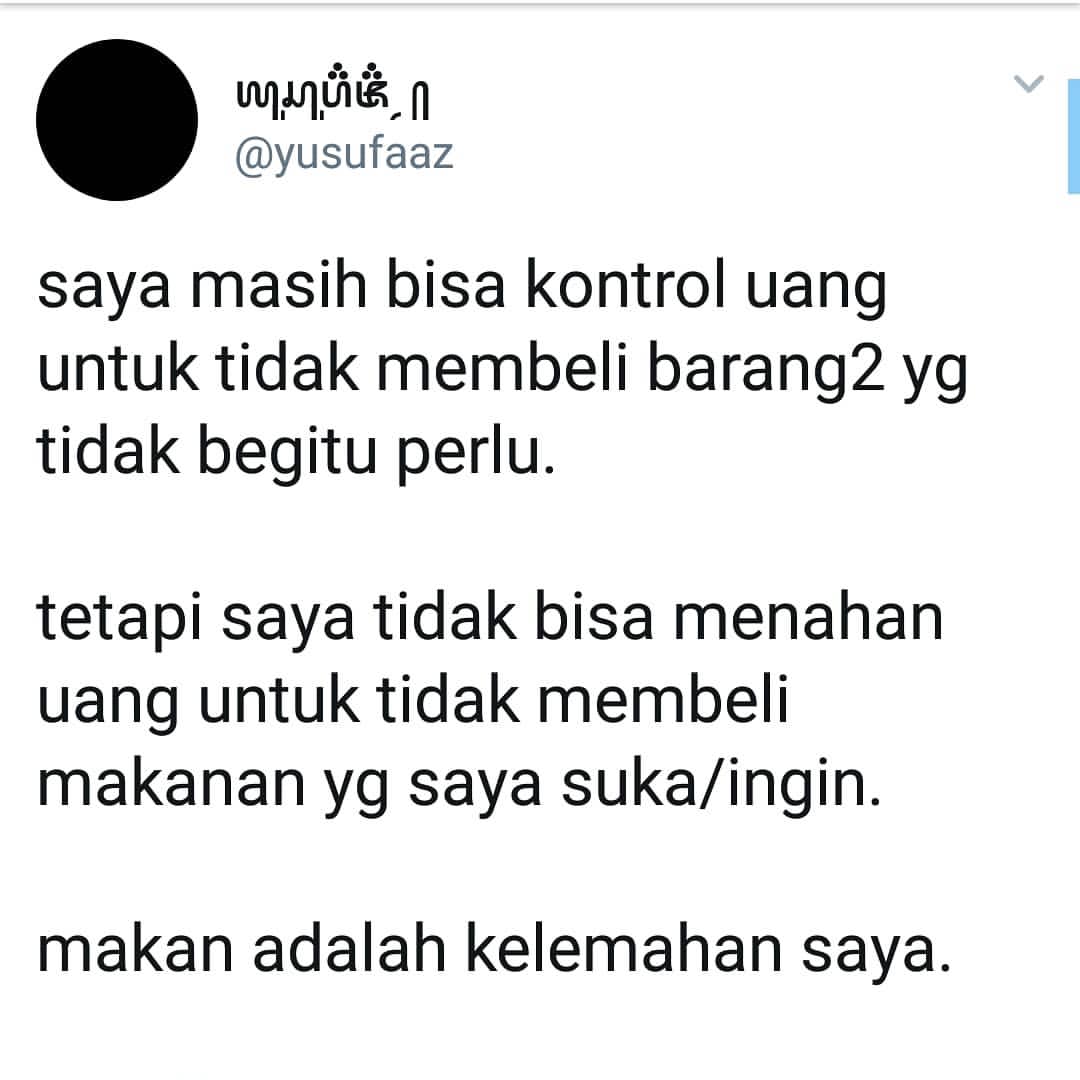 @yusufaaz
saya masih bisa kontrol uang
untuk tidak membeli barang2 yg
tidak begitu perlu.
tetapi saya tidak bisa menahan
uang untuk tidak membeli
makanan yg saya suka/ingin.
makan adalah kelemahan saya.